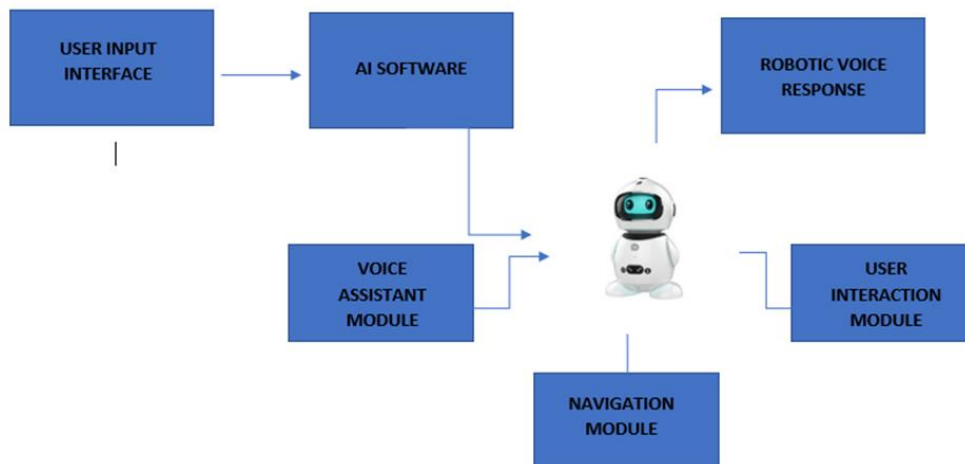 USER INPUT
INTERFACE
AI SOFTWARE
ROBOTIC VOICE
RESPONSE
VOICE
ASSISTANT
MODULE
USER
INTERACTION
MODULE
NAVIGATION
MODULE